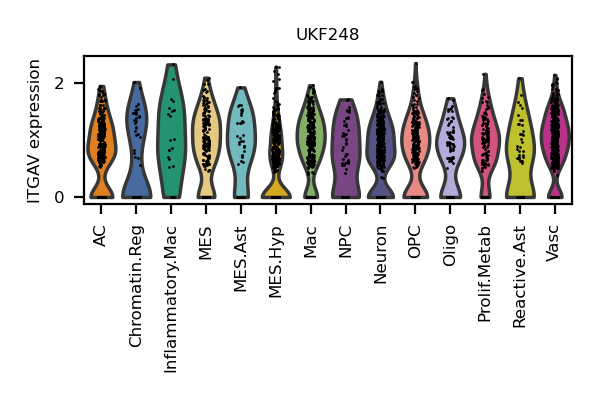 UKF248
ITGAV expression
2
0
AC
Chromatin.Reg
Inflammatory.Mac
MES
MES.Ast
MES.Hyp
Mac
NPC
Neuron
OPC
Oligo
Prolif.Metab
Reactive.Ast
Vasc